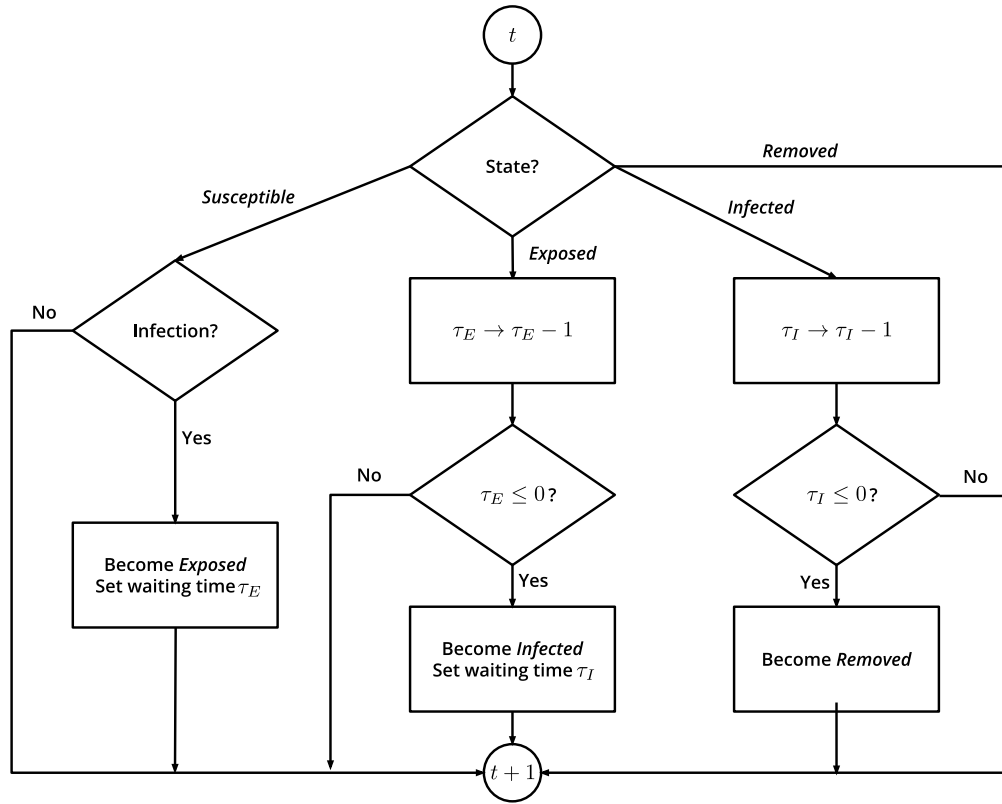 t
State?
Removed
Susceptible
Infected
Exposed
No
Infection?
τ_E → τ_E − 1
τ_I → τ_I − 1
Yes
No
τ_E ≤ 0?
τ_I ≤ 0?
No
Become Exposed
Set waiting time τ_E
Yes
Yes
Become Infected
Set waiting time τ_I
Become Removed
t + 1